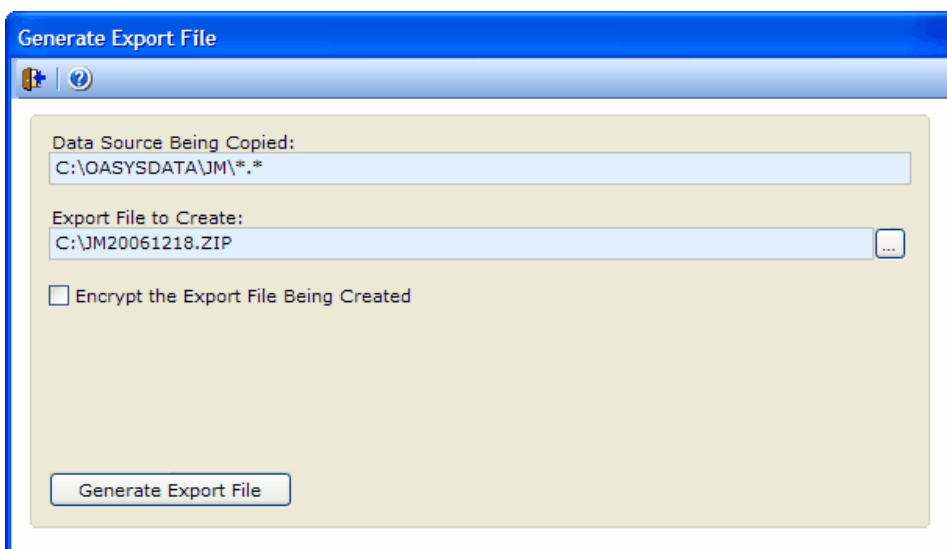 Generate Export File
Data Source Being Copied:
C:\OASYSDATA\JM\*.*
Export File to Create:
C:\JM20061218.ZIP
...
Encrypt the Export File Being Created
Generate Export File